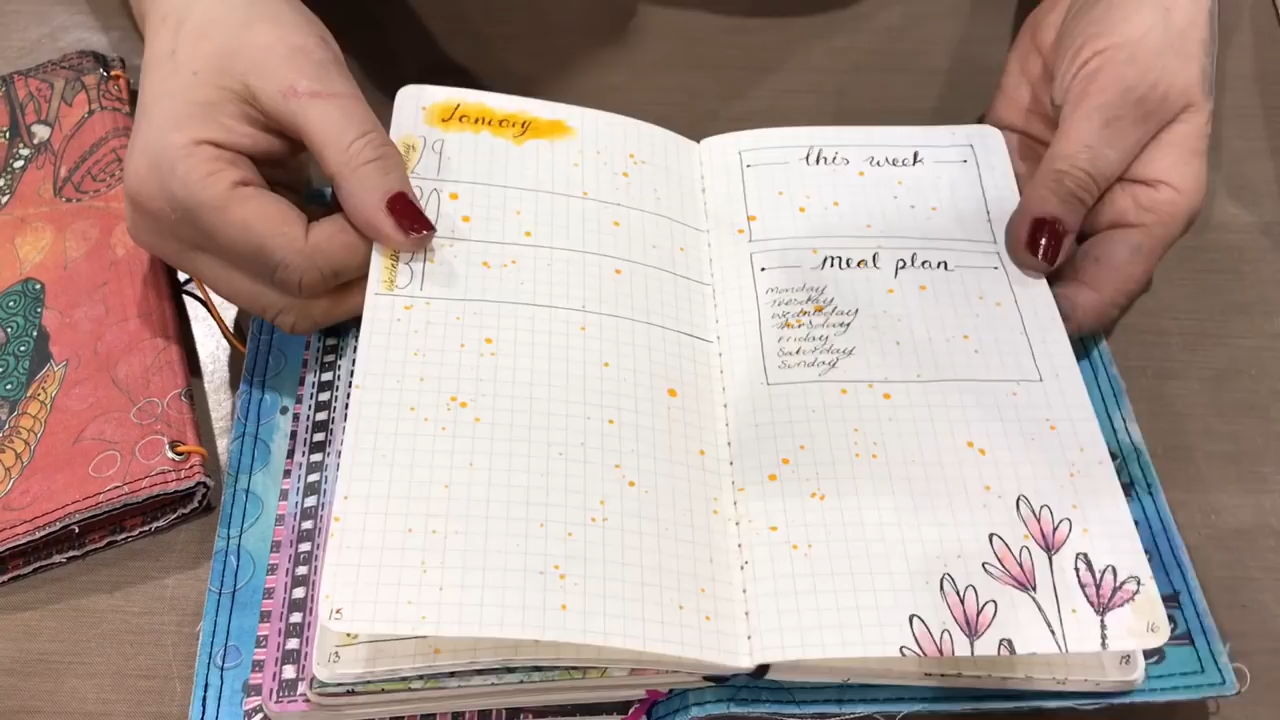 January
29
30
31
this week
meal plan
monday
Tuesday
Wednesday
Thursday
Friday
Saturday
Sunday
15
16
13
18